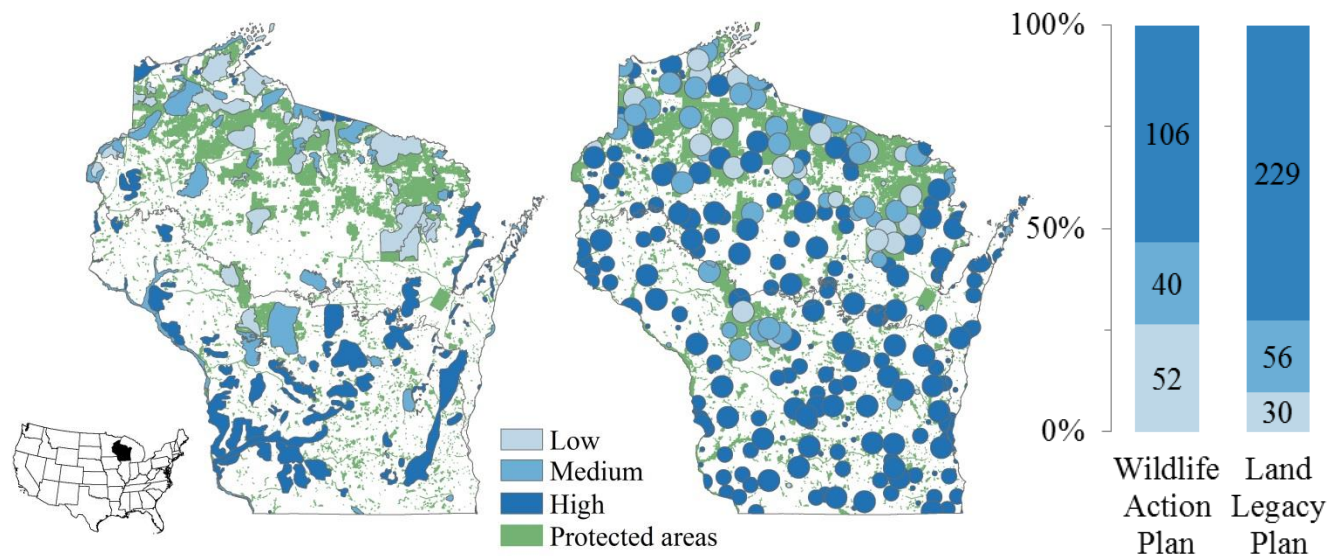 Low
Medium
High
Protected areas
100%
50%
0%
106
40
52
229
56
30
Wildlife
Action
Plan
Land
Legacy
Plan